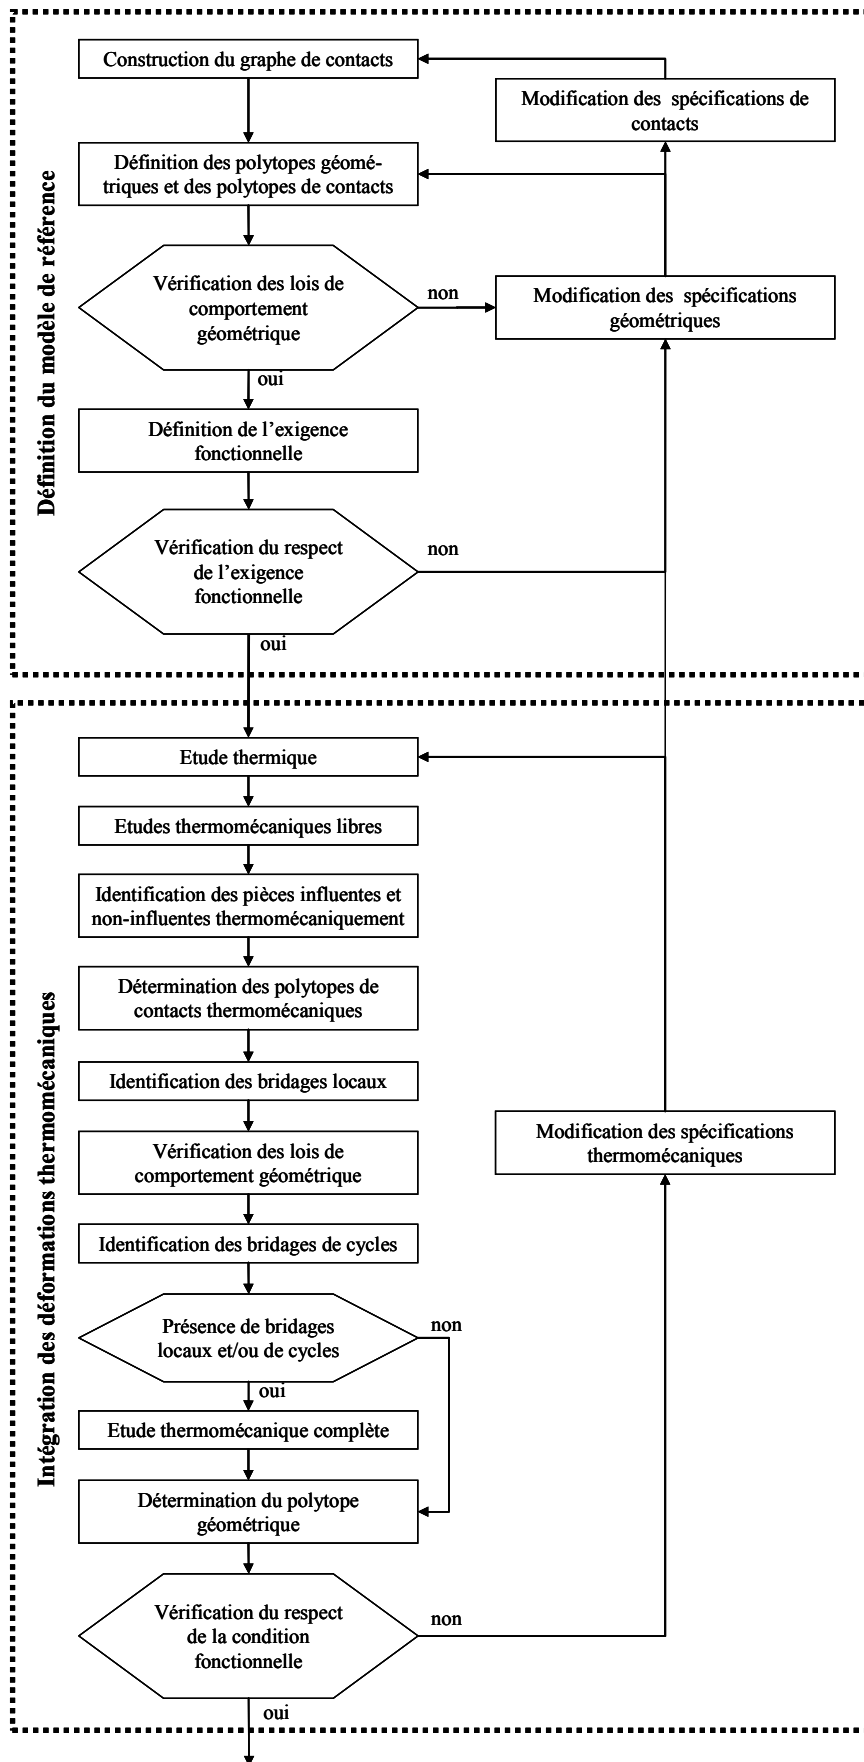 Définition du modèle de référence
Construction du graphe de contacts
Modification des spécifications de
contacts
Définition des polytopes géomé-
triques et des polytopes de contacts
Vérification des lois de
comportement
géométrique
non
Modification des spécifications
géométriques
oui
Définition de l'exigence
fonctionnelle
Vérification du respect
de l'exigence
fonctionnelle
non
oui
Intégration des déformations thermomécaniques
Etude thermique
Etudes thermomécaniques libres
Identification des pièces influentes et
non-influentes thermomécaniquement
Détermination des polytopes de
contacts thermomécaniques
Identification des bridages locaux
Vérification des lois de
comportement géométrique
Modification des spécifications
thermomécaniques
Identification des bridages de cycles
Présence de bridages
locaux et/ou de cycles
non
oui
Etude thermomécanique complète
Détermination du polytope
géométrique
Vérification du respect
de la condition
fonctionnelle
non
oui